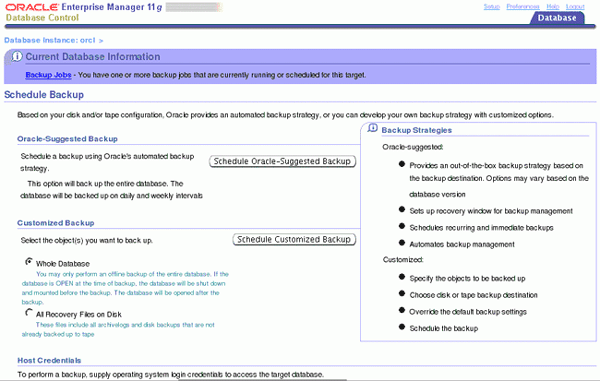 ORACLE Enterprise Manager 11g
Database Control
Setup Preferences Help Logout
Database
Database Instance: orcl >
Current Database Information
Backup Jobs - You have one or more backup jobs that are currently running or scheduled for this target.
Schedule Backup
Based on your disk and/or tape configuration, Oracle provides an automated backup strategy, or you can develop your own backup strategy with customized options.
Oracle-Suggested Backup
Schedule a backup using Oracle's automated backup
strategy.
Schedule Oracle-Suggested Backup
This option will back up the entire database. The
database will be backed up on daily and weekly intervals
Customized Backup
Select the object(s) you want to back up.
Schedule Customized Backup
Whole Database
You may only perform an offline backup of the entire database. If the
database is OPEN at the time of backup, the database will be shut down
and mounted before the backup. The database will be opened after the
backup.
All Recovery Files on Disk
These files include all archivelogs and disk backups that are not
already backed up to tape
Backup Strategies
Oracle-suggested:
Provides an out-of-the-box backup strategy based on
the backup destination. Options may vary based on the
database version
Sets up recovery window for backup management
Schedules recurring and immediate backups
Automates backup management
Customized:
Specify the objects to be backed up
Choose disk or tape backup destination
Override the default backup settings
Schedule the backup
Host Credentials
To perform a backup, supply operating system login credentials to access the target database.